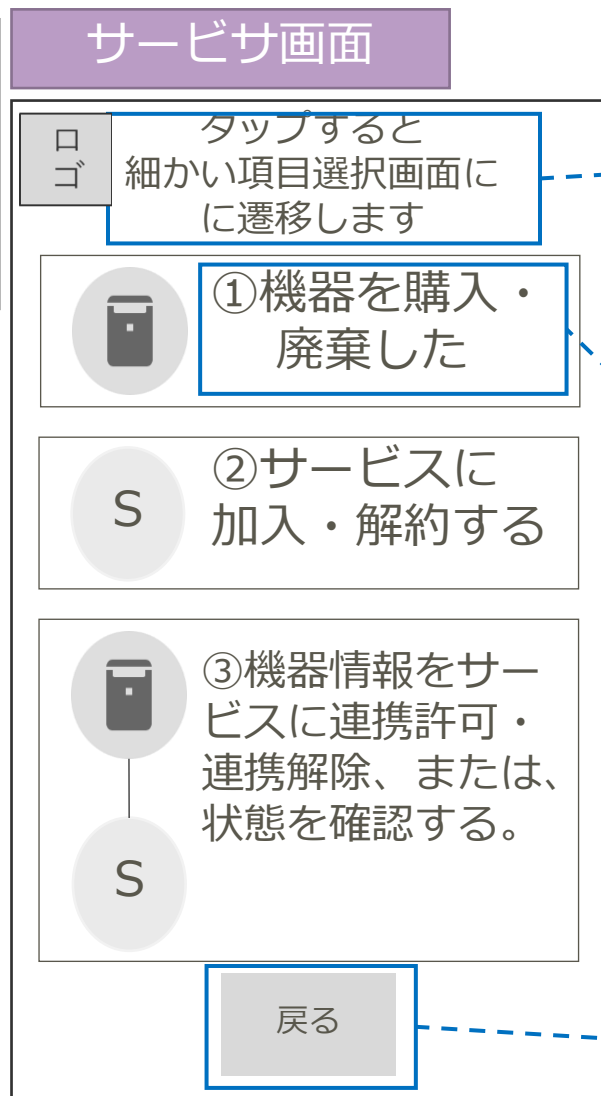 サービサ画面
ロ
ゴ
タップすると
細かい項目選択画面に
に遷移します
①機器を購入・
廃棄した
S
②サービスに
加入・解約する
③機器情報をサー
ビスに連携許可・
連携解除、または、
状態を確認する。
S
戻る